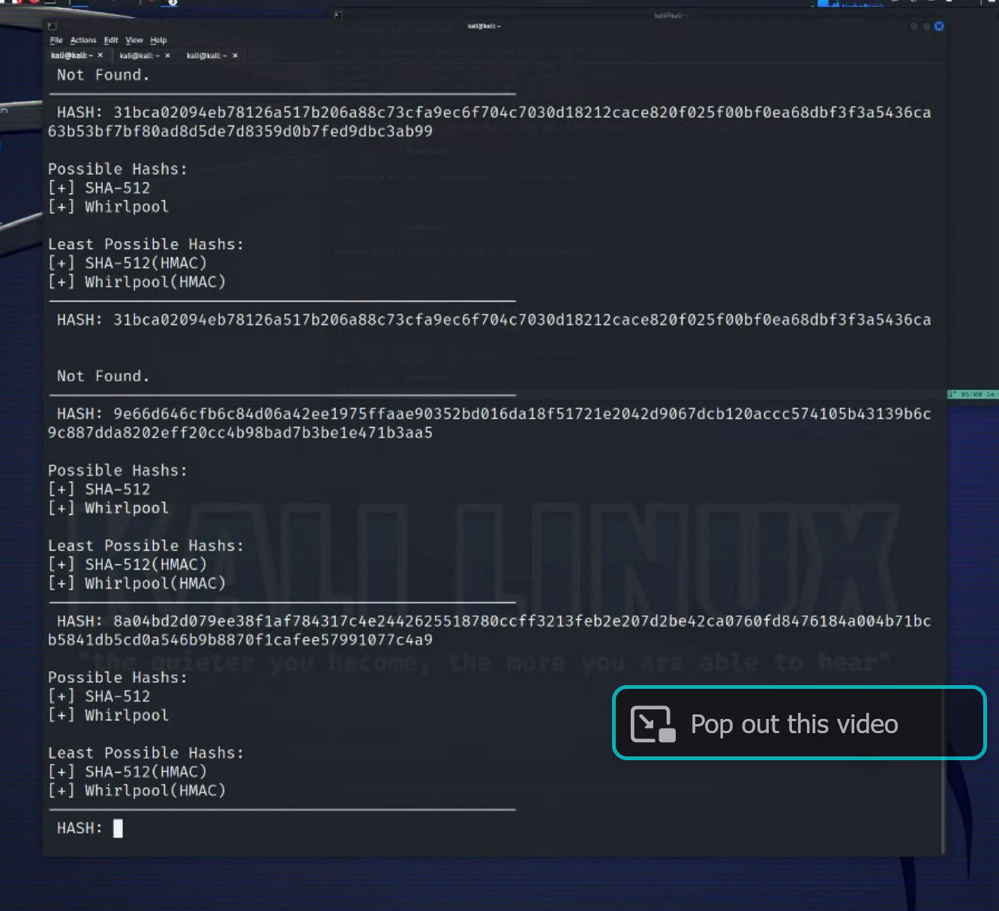 kali@kali: ~
kali@kali: ~
File Actions Edit View Help
kali@kali: ~ × kali@kali: ~ × kali@kali: ~ ×
Not Found.
HASH: 31bca02094eb78126a517b206a88c73cfa9ec6f704c7030d18212cace820f025f00bf0ea68dbf3f3a5436ca
63b53bf7bf80ad8d5de7d8359d0b7fed9dbc3ab99
Possible Hashs:
[+] SHA-512
[+] Whirlpool
Least Possible Hashs:
[+] SHA-512(HMAC)
[+] Whirlpool(HMAC)
HASH: 31bca02094eb78126a517b206a88c73cfa9ec6f704c7030d18212cace820f025f00bf0ea68dbf3f3a5436ca
Not Found.
HASH: 9e66d646cfb6c84d06a42ee1975ffaae90352bd016da18f51721e2042d9067dcb120accc574105b43139b6c
9c887dda8202eff20cc4b98bad7b3be1e471b3aa5
Possible Hashs:
[+] SHA-512
[+] Whirlpool
Least Possible Hashs:
[+] SHA-512(HMAC)
[+] Whirlpool(HMAC)
HASH: 8a04bd2d079ee38f1af784317c4e2442625518780ccff3213feb2e207d2be42ca0760fd8476184a004b71bc
b5841db5cd0a546b9b8870f1cafee57991077c4a9
KALI LINUX
"the quieter you become, the more you are able to hear"
Possible Hashs:
[+] SHA-512
[+] Whirlpool
Pop out this video
Least Possible Hashs:
[+] SHA-512(HMAC)
[+] Whirlpool(HMAC)
HASH: